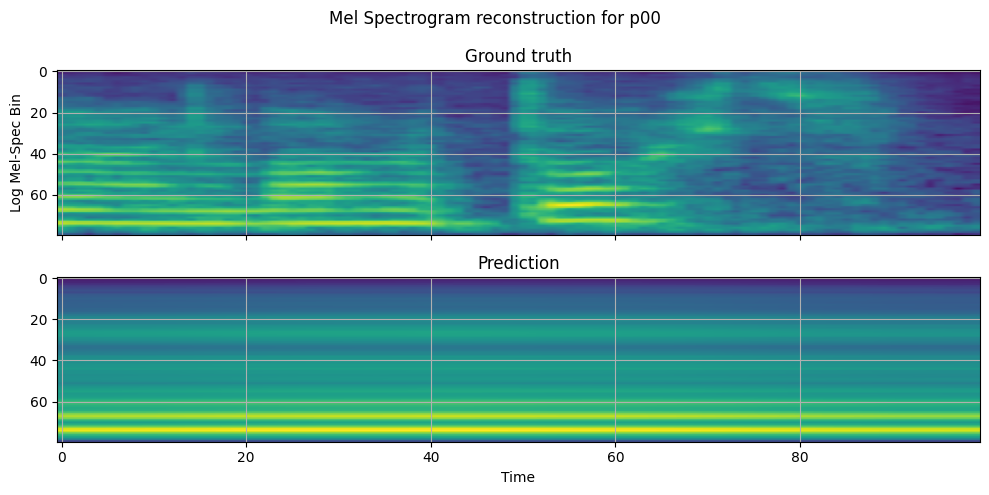 Mel Spectrogram reconstruction for p00
Ground truth
Log Mel-Spec Bin
0
20
40
60
Prediction
0
20
40
60
0 20 40 60 80
Time